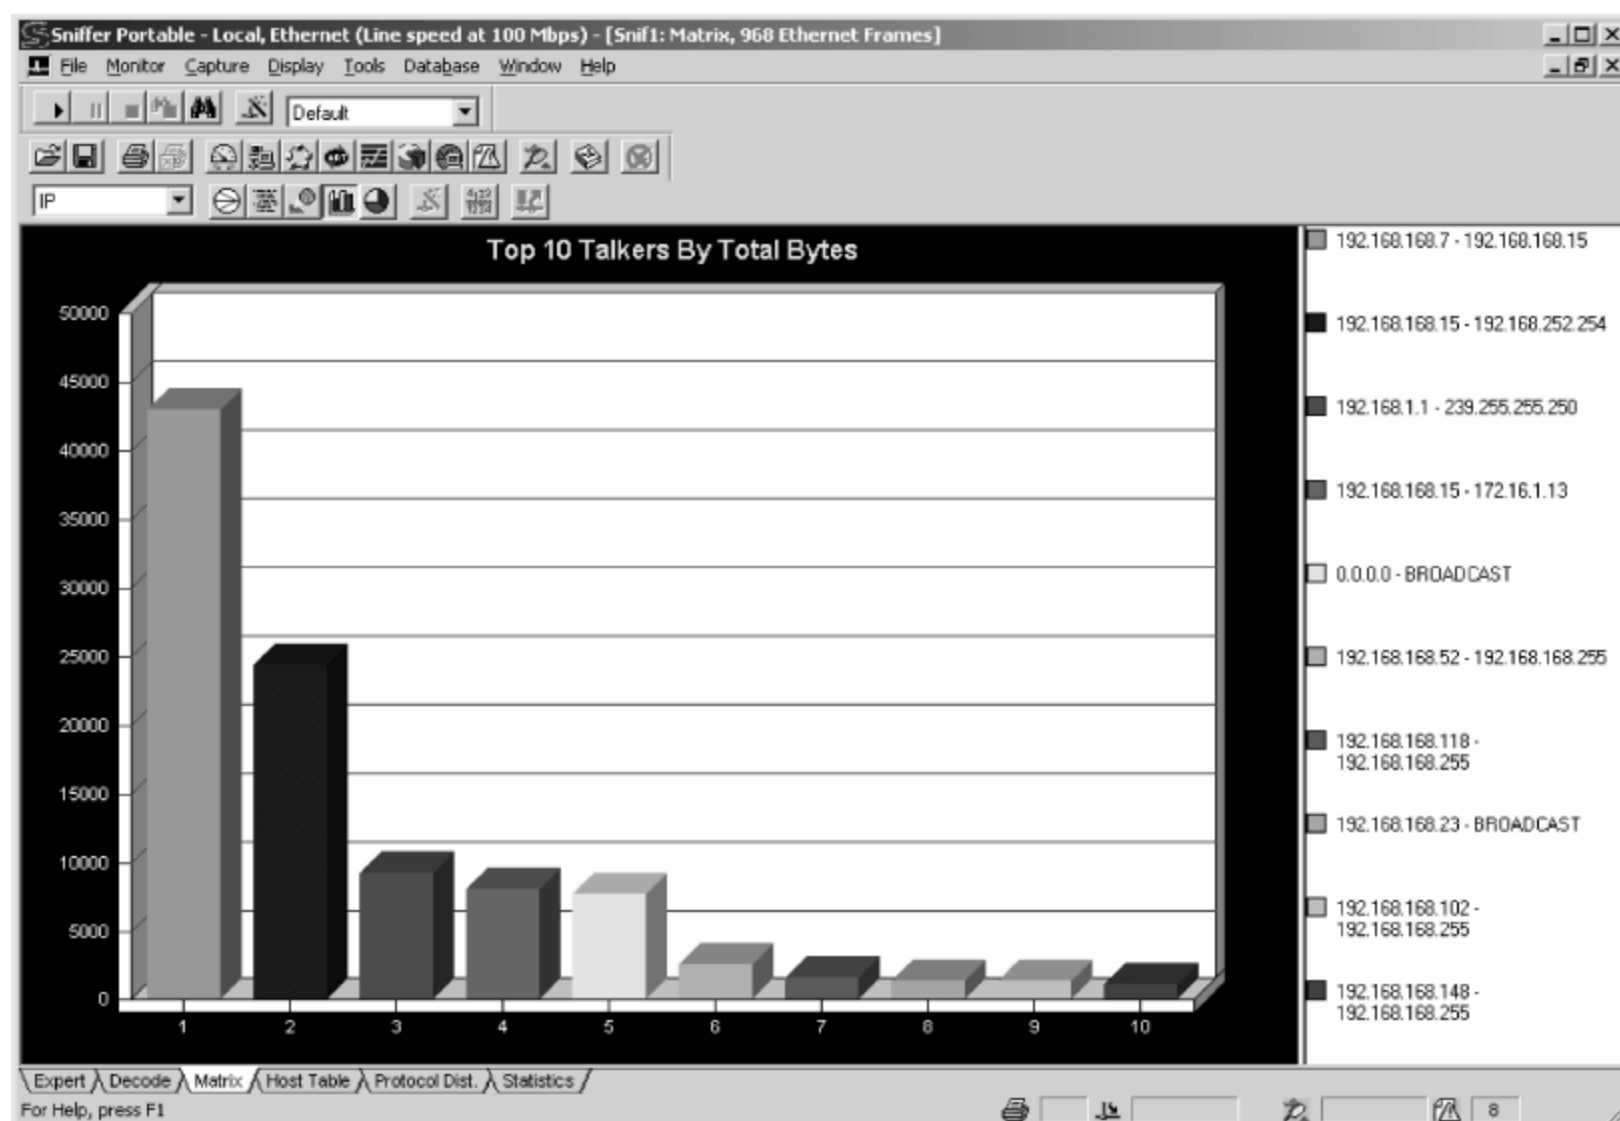 Sniffer Portable - Local, Ethernet (Line speed at 100 Mbps) - [Snif1: Matrix, 968 Ethernet Frames]
File Monitor Capture Display Tools Database Window Help
Default
IP
Top 10 Talkers By Total Bytes
50000
45000
40000
35000
30000
25000
20000
15000
10000
5000
0
1 2 3 4 5 6 7 8 9 10
192.168.168.7 - 192.168.168.15
192.168.168.15 - 192.168.252.254
192.168.1.1 - 239.255.255.250
192.168.168.15 - 172.16.1.13
0.0.0.0 - BROADCAST
192.168.168.52 - 192.168.168.255
192.168.168.118 -
192.168.168.255
192.168.168.23 - BROADCAST
192.168.168.102 -
192.168.168.255
192.168.168.148 -
192.168.168.255
Expert Decode Matrix Host Table Protocol Dist. Statistics
For Help, press F1
8